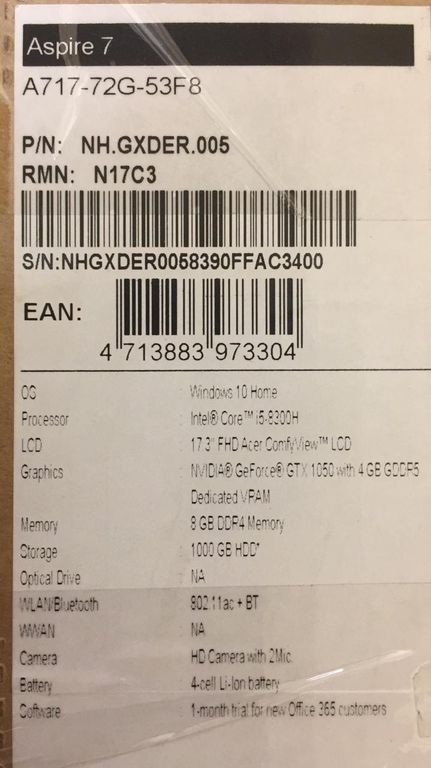 Aspire 7
A717-72G-53F8
P/N: NH.GXDER.005
RMN: N17C3
S/N:NHGXDER0058390FFAC3400
EAN:
4 713883 973304
OS : Windows 10 Home
Processor : Intel® Core™ i5-8300H
LCD : 17.3" FHD Acer ComfyView™ LCD
Graphics : NVIDIA® GeForce® GTX 1050 with 4 GB GDDR5
Dedicated VRAM
Memory : 8 GB DDR4 Memory
Storage : 1000 GB HDD*
Optical Drive : NA
WLAN/Bluetooth : 802.11ac + BT
WWAN : NA
Camera : HD Camera with 2Mic
Battery : 4-cell Li-Ion battery
Software : 1-month trial for new Office 365 customers